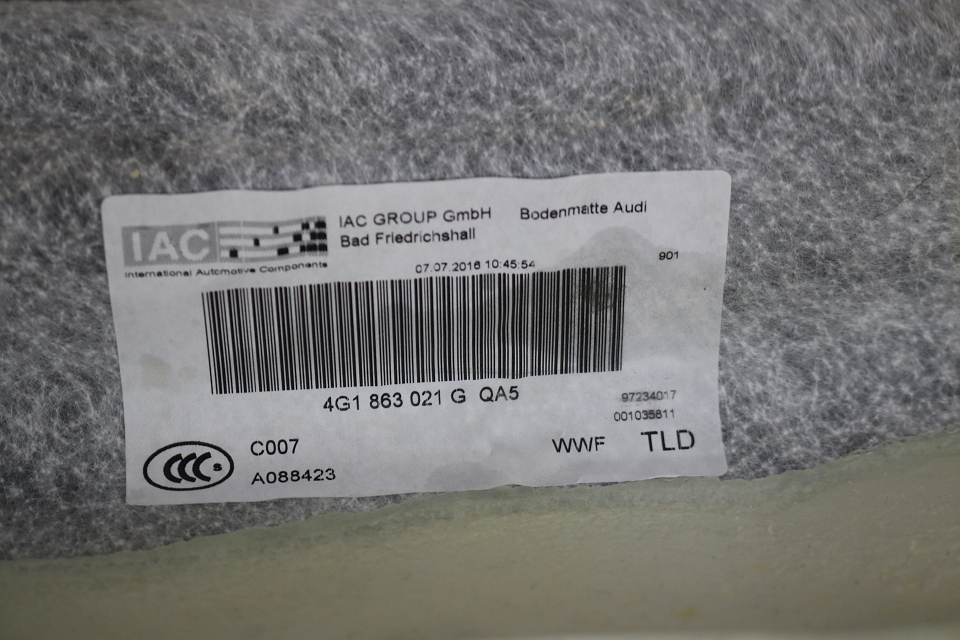 IAC
International Automotive Components
IAC GROUP GmbH
Bad Friedrichshall
Bodenmatte Audi
07.07.2016 10:45:54
901
4G1 863 021 G QA5
97234017
001035811
CCC S
C007
A088423
WWF TLD